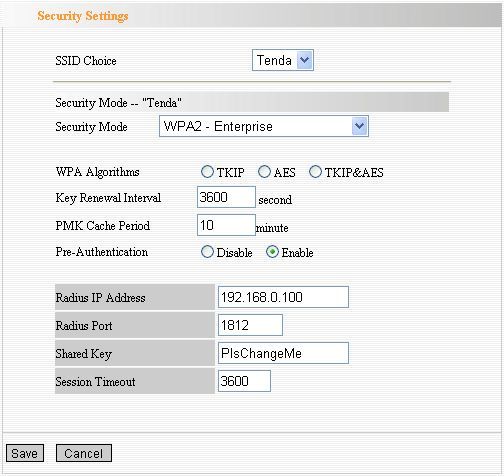 Security Settings
SSID Choice Tenda
Security Mode -- "Tenda"
Security Mode WPA2 - Enterprise
WPA Algorithms TKIP AES TKIP&AES
Key Renewal Interval 3600 second
PMK Cache Period 10 minute
Pre-Authentication Disable Enable
Radius IP Address 192.168.0.100
Radius Port 1812
Shared Key PlsChangeMe
Session Timeout 3600
Save Cancel